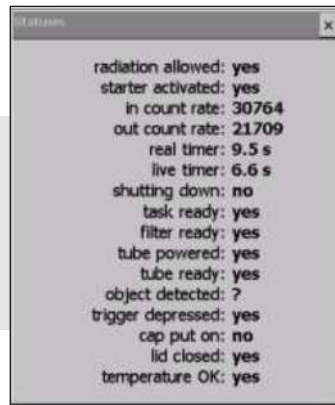 Statuses
radiation allowed: yes
starter activated: yes
in count rate: 30764
out count rate: 21709
real timer: 9.5 s
live timer: 6.6 s
shutting down: no
task ready: yes
filter ready: yes
tube powered: yes
tube ready: yes
object detected: ?
trigger depressed: yes
cap put on: no
lid closed: yes
temperature OK: yes